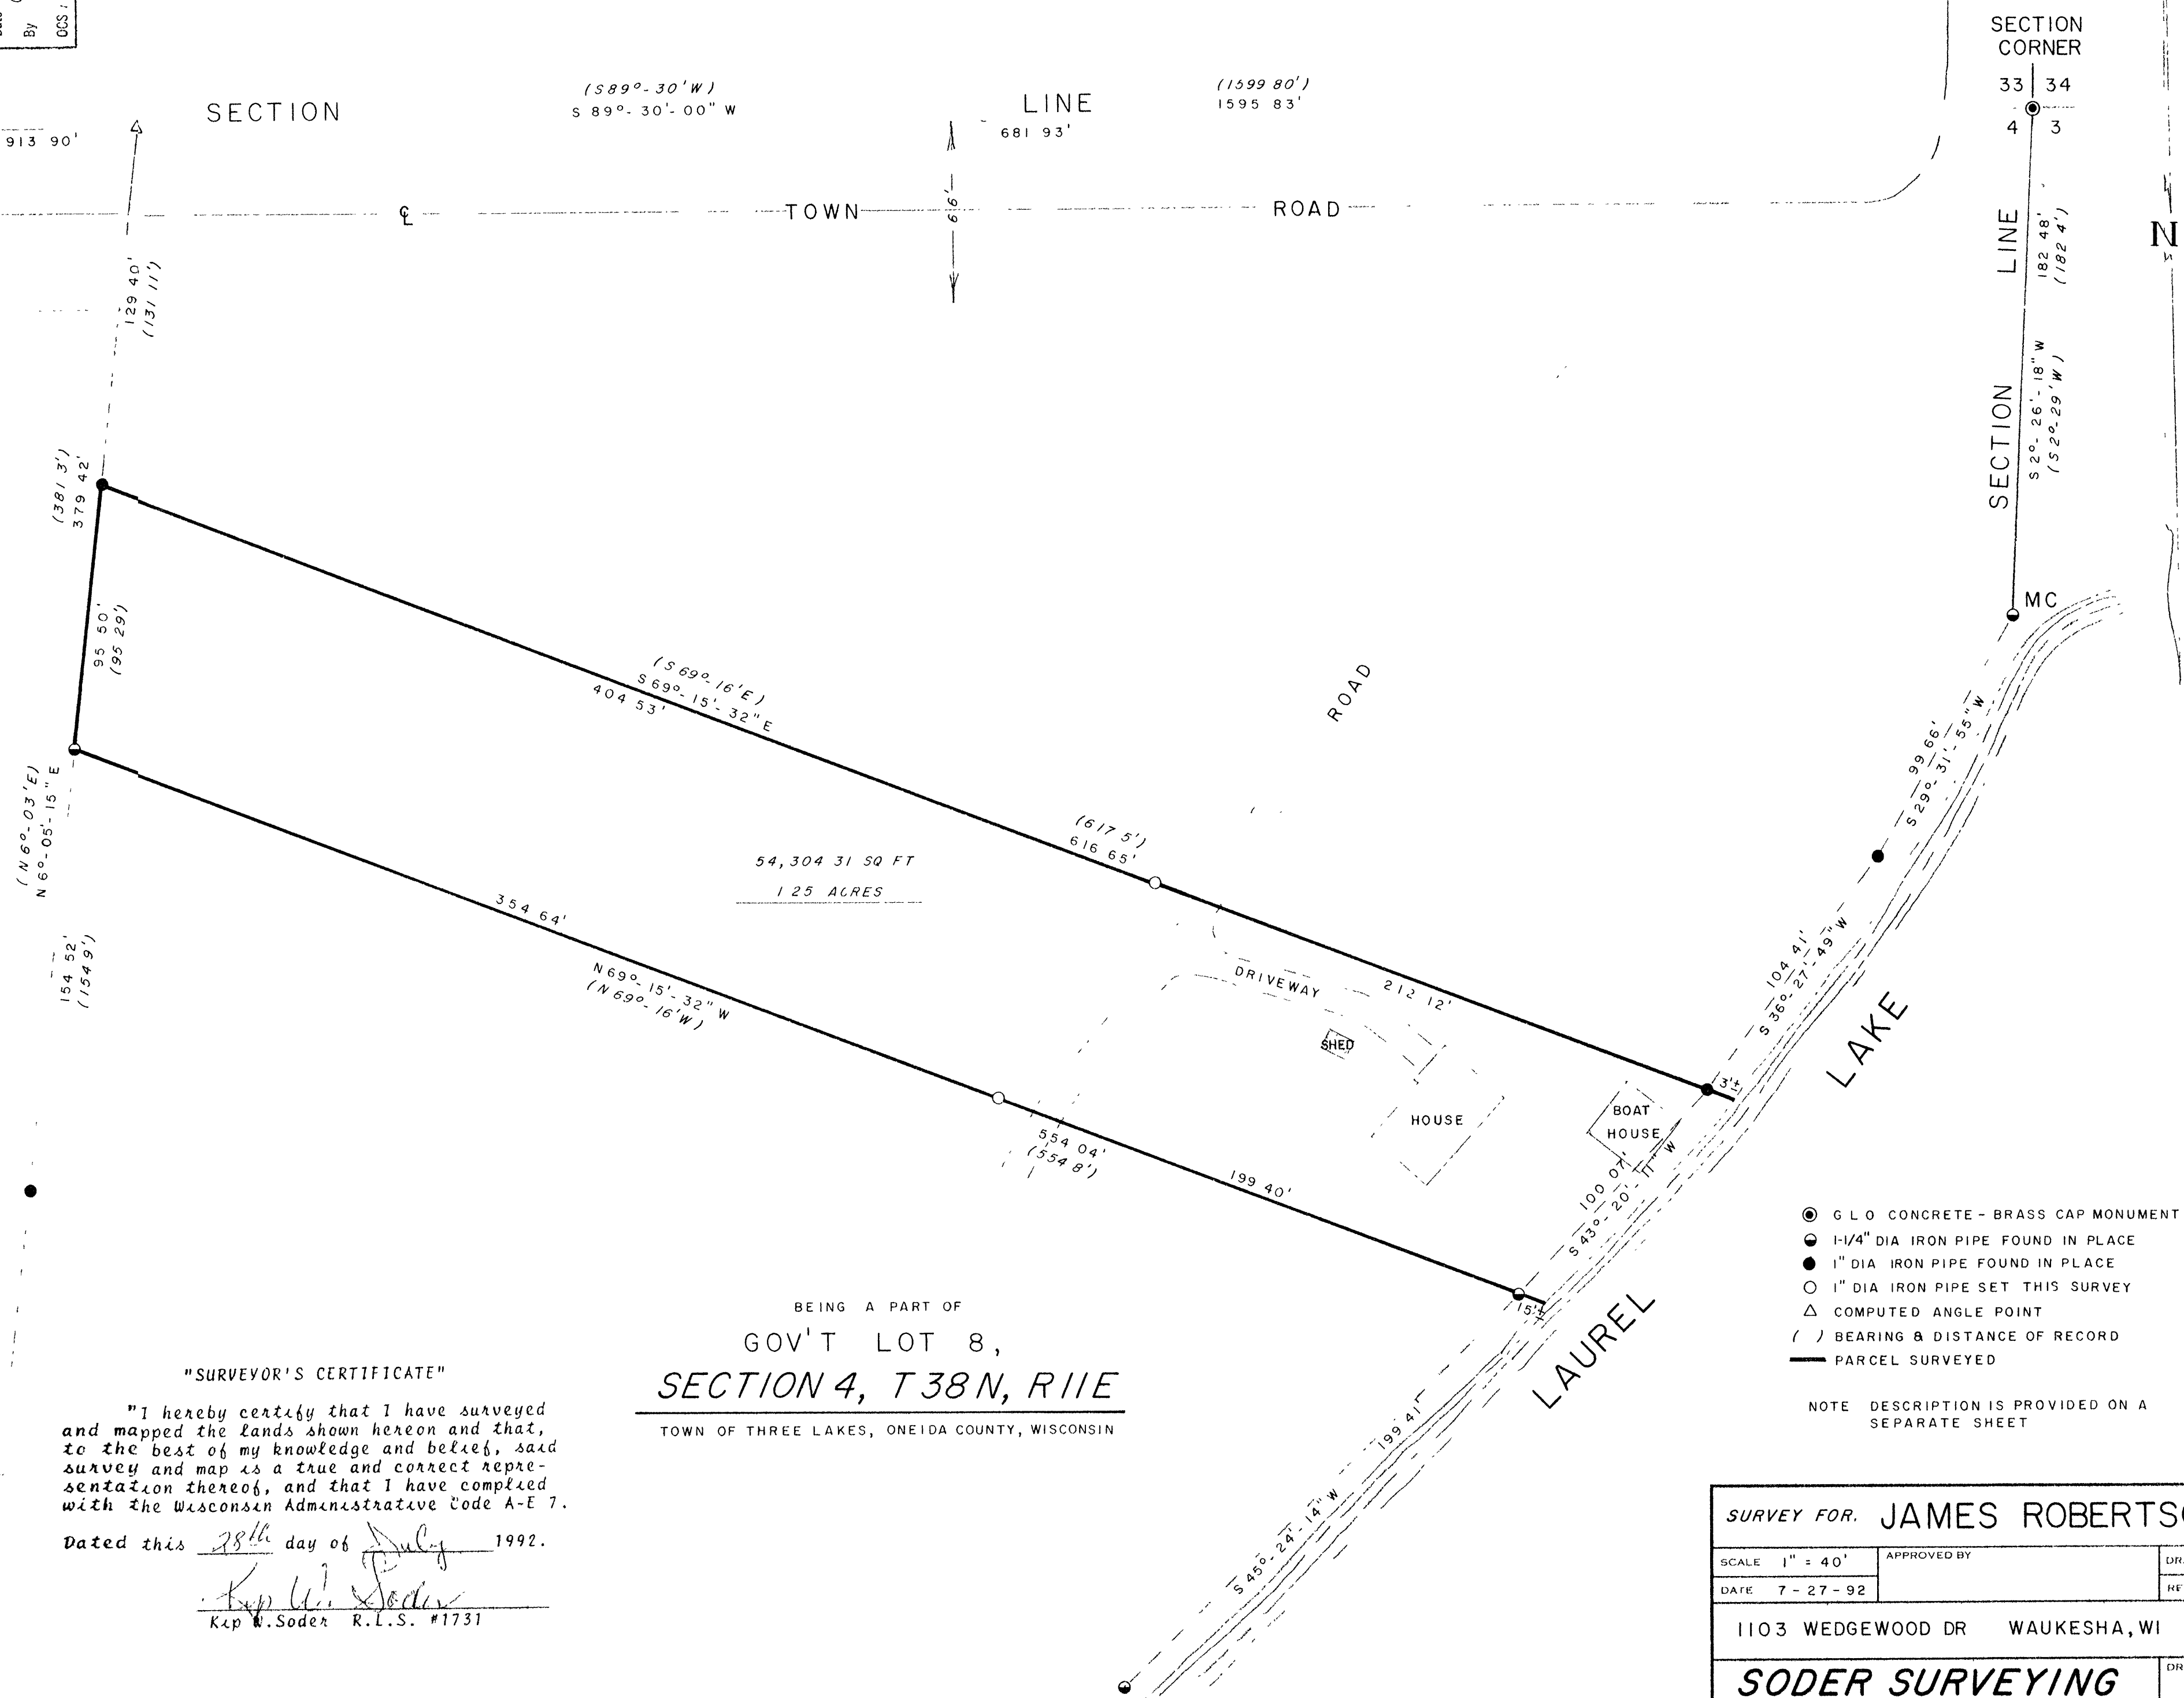 By
OCS
SECTION CORNER
33 34
4 3
SECTION LINE
(S89°-30'W)
S 89°-30'-00" W
(1599 80')
1595 83'
913 90'
681 93'
℄ TOWN ROAD
66'
N
129 40'
(131 11')
SECTION LINE
182 48'
(182 4')
S 2°-26'-18" W
(S2°-29'W)
MC
(381 3')
379 42'
95 50'
(95 29')
(S 69°-16'E)
S 69°-15'-32" E
404 53'
ROAD
99 66'
S 29°-31'-55" W
(N 6°-03'E)
N 6°-05'-15" E
(617 5')
616 65'
54,304 31 SQ FT
1 25 ACRES
354 64'
N69°-15'-32" W
(N 69°-16'W)
154 52'
(154 9')
DRIVEWAY
212 12'
SHED
HOUSE
BOAT HOUSE
104 41'
S 36°-27'-49" W
3'±
LAUREL LAKE
554 04'
(554 8')
199 40'
100 07'
S 43°-20'-11" W
15'±
199 41'
S 45°-24'-14" W
G L O CONCRETE - BRASS CAP MONUMENT
1-1/4" DIA IRON PIPE FOUND IN PLACE
1" DIA IRON PIPE FOUND IN PLACE
1" DIA IRON PIPE SET THIS SURVEY
△ COMPUTED ANGLE POINT
( ) BEARING & DISTANCE OF RECORD
PARCEL SURVEYED
NOTE DESCRIPTION IS PROVIDED ON A
SEPARATE SHEET
BEING A PART OF
GOV'T LOT 8,
SECTION 4, T38N, R11E
TOWN OF THREE LAKES, ONEIDA COUNTY, WISCONSIN
"SURVEYOR'S CERTIFICATE"
"I hereby certify that I have surveyed
and mapped the lands shown hereon and that,
to the best of my knowledge and belief, said
survey and map is a true and correct repre-
sentation thereof, and that I have complied
with the Wisconsin Administrative Code A-E 7.
Dated this 28th day of July 1992.
Kip W. Soder
Kip W.Soder R.L.S. #1731
SURVEY FOR. JAMES ROBERTS
SCALE 1" = 40'
APPROVED BY
DR
DATE 7-27-92
RE
1103 WEDGEWOOD DR WAUKESHA, WI
SODER SURVEYING
DR